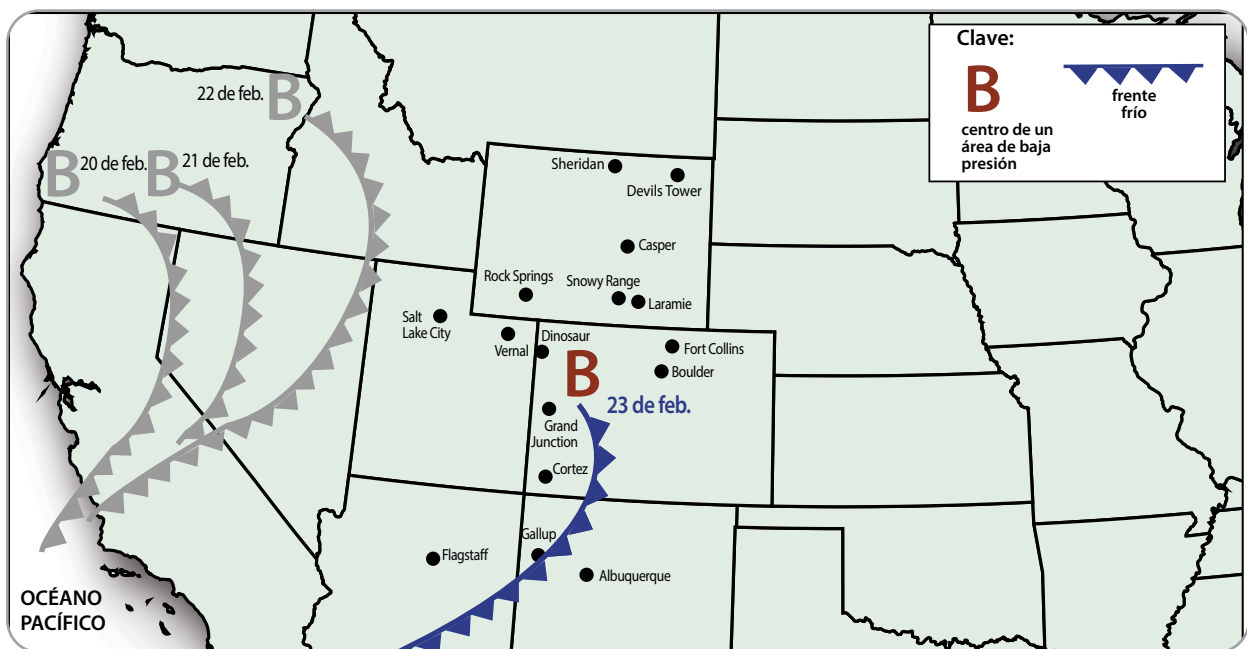 Clave:
B
centro de un
área de baja
presión
frente
frío
22 de feb.
B
B
20 de feb.
B
21 de feb.
Sheridan
Devils Tower
Casper
Rock Springs
Snowy Range
Laramie
Salt
Lake City
Vernal
Dinosaur
Fort Collins
Boulder
B
23 de feb.
Grand
Junction
Cortez
Gallup
Flagstaff
Albuquerque
OCÉANO
PACÍFICO